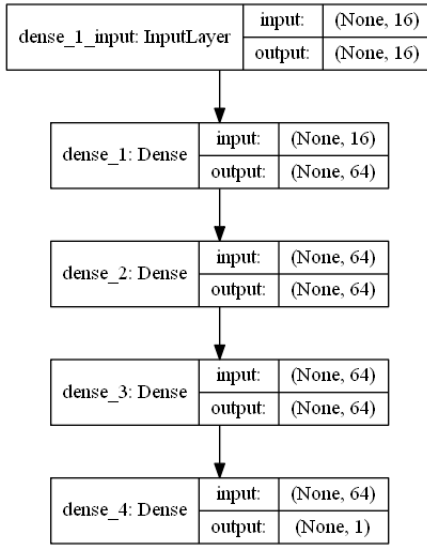 dense_1_input: InputLayer
input: (None, 16)
output: (None, 16)
dense_1: Dense
input: (None, 16)
output: (None, 64)
dense_2: Dense
input: (None, 64)
output: (None, 64)
dense_3: Dense
input: (None, 64)
output: (None, 64)
dense_4: Dense
input: (None, 64)
output: (None, 1)